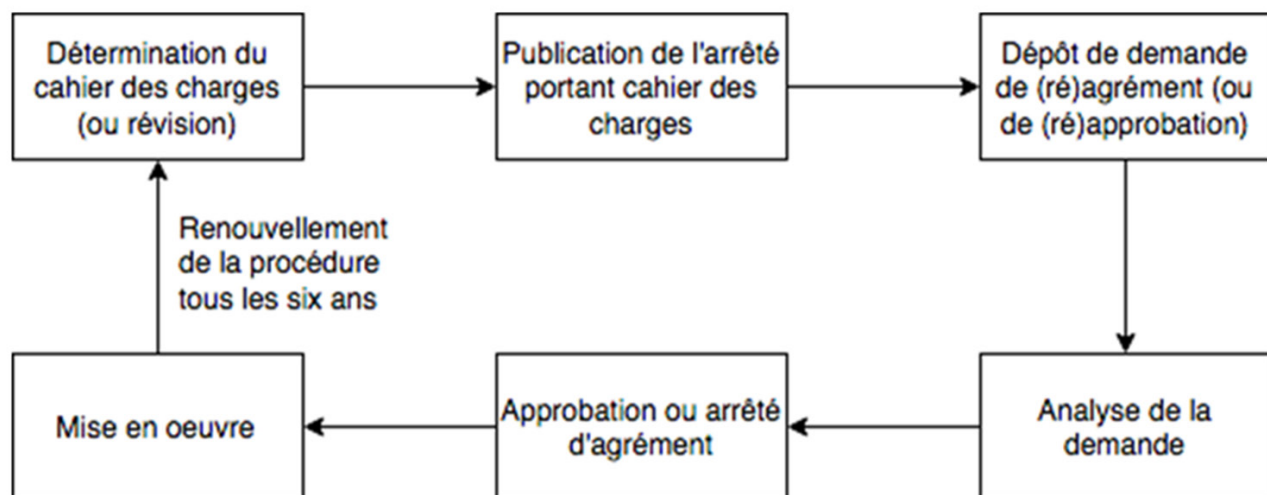 Détermination du
cahier des charges
(ou révision)
Publication de l'arrêté
portant cahier des
charges
Dépôt de demande
de (ré)agrément (ou
de (ré)approbation)
Renouvellement
de la procédure
tous les six ans
Mise en oeuvre
Approbation ou arrêté
d'agrément
Analyse de la
demande